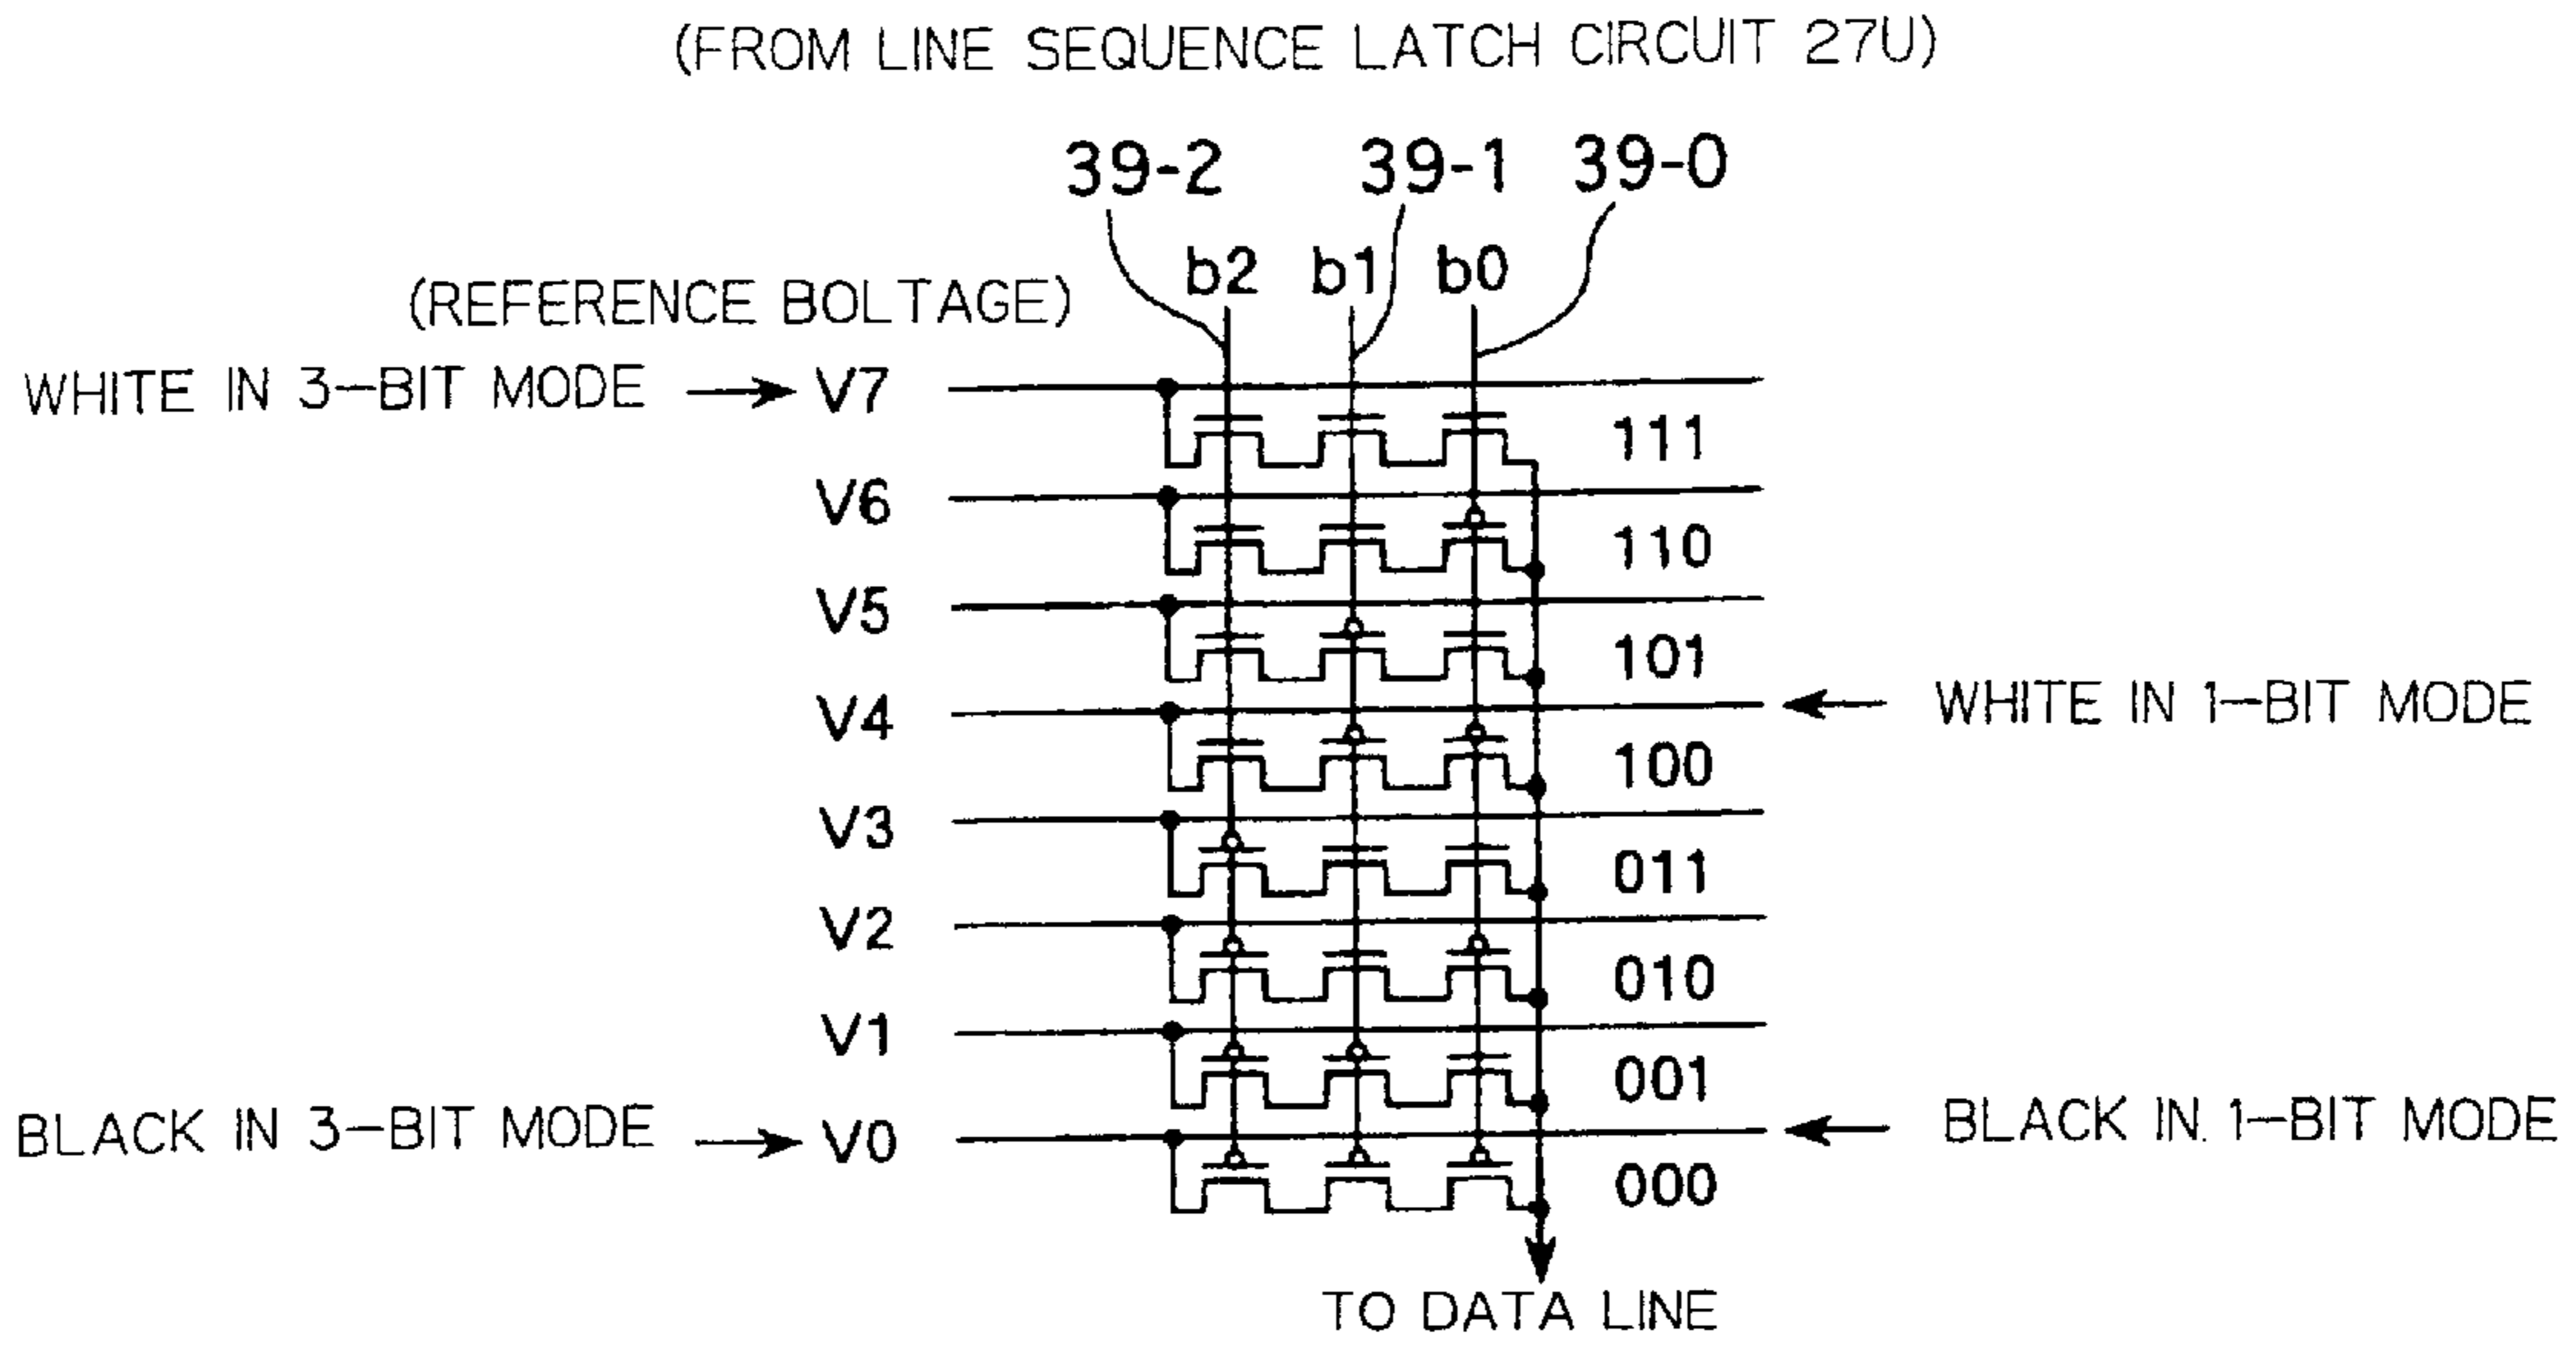 (FROM LINE SEQUENCE LATCH CIRCUIT 27U)
39-2 39-1 39-0
b2 b1 b0
(REFERENCE BOLTAGE)
WHITE IN 3-BIT MODE V7
111
V6
110
V5
101
V4 WHITE IN 1-BIT MODE
100
V3
011
V2
010
V1
001
BLACK IN 3-BIT MODE V0 BLACK IN 1-BIT MODE
000
TO DATA LINE